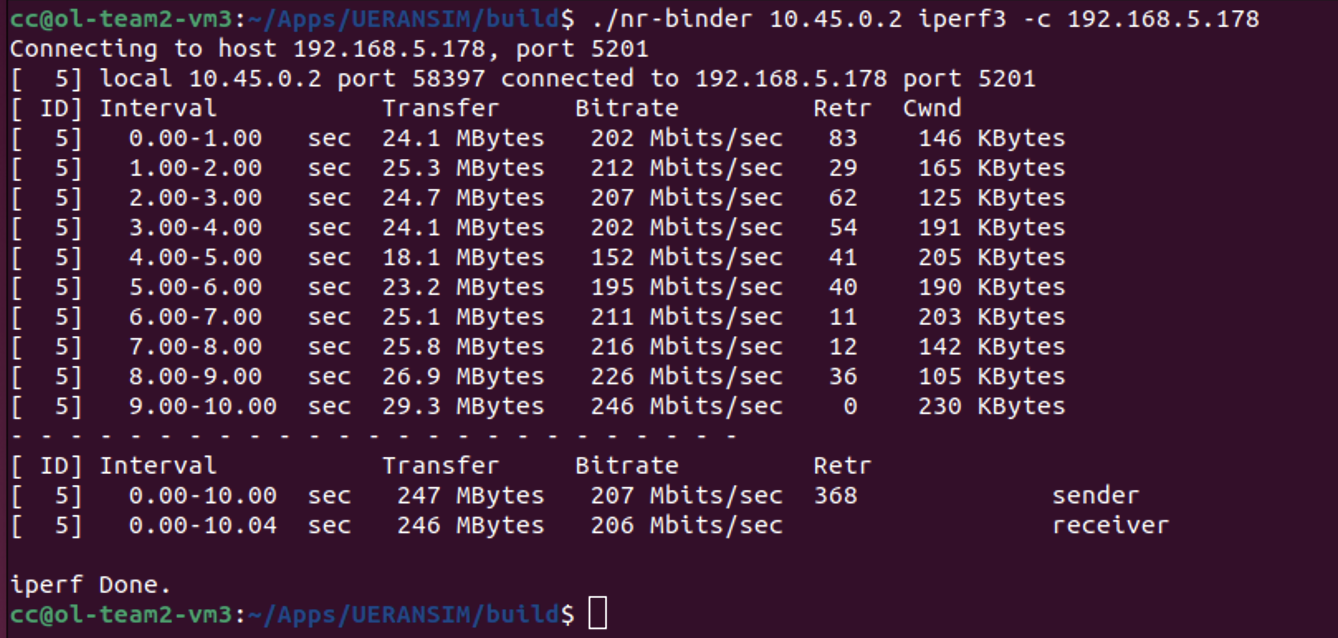 cc@ol-team2-vm3:~/Apps/UERANSIM/build$ ./nr-binder 10.45.0.2 iperf3 -c 192.168.5.178
Connecting to host 192.168.5.178, port 5201
[  5] local 10.45.0.2 port 58397 connected to 192.168.5.178 port 5201
[ ID] Interval           Transfer     Bitrate         Retr  Cwnd
[  5]   0.00-1.00   sec  24.1 MBytes   202 Mbits/sec   83    146 KBytes
[  5]   1.00-2.00   sec  25.3 MBytes   212 Mbits/sec   29    165 KBytes
[  5]   2.00-3.00   sec  24.7 MBytes   207 Mbits/sec   62    125 KBytes
[  5]   3.00-4.00   sec  24.1 MBytes   202 Mbits/sec   54    191 KBytes
[  5]   4.00-5.00   sec  18.1 MBytes   152 Mbits/sec   41    205 KBytes
[  5]   5.00-6.00   sec  23.2 MBytes   195 Mbits/sec   40    190 KBytes
[  5]   6.00-7.00   sec  25.1 MBytes   211 Mbits/sec   11    203 KBytes
[  5]   7.00-8.00   sec  25.8 MBytes   216 Mbits/sec   12    142 KBytes
[  5]   8.00-9.00   sec  26.9 MBytes   226 Mbits/sec   36    105 KBytes
[  5]   9.00-10.00  sec  29.3 MBytes   246 Mbits/sec    0    230 KBytes
- - - - - - - - - - - - - - - - - - - - - - - - -
[ ID] Interval           Transfer     Bitrate         Retr
[  5]   0.00-10.00  sec   247 MBytes   207 Mbits/sec  368             sender
[  5]   0.00-10.04  sec   246 MBytes   206 Mbits/sec                  receiver
iperf Done.
cc@ol-team2-vm3:~/Apps/UERANSIM/build$